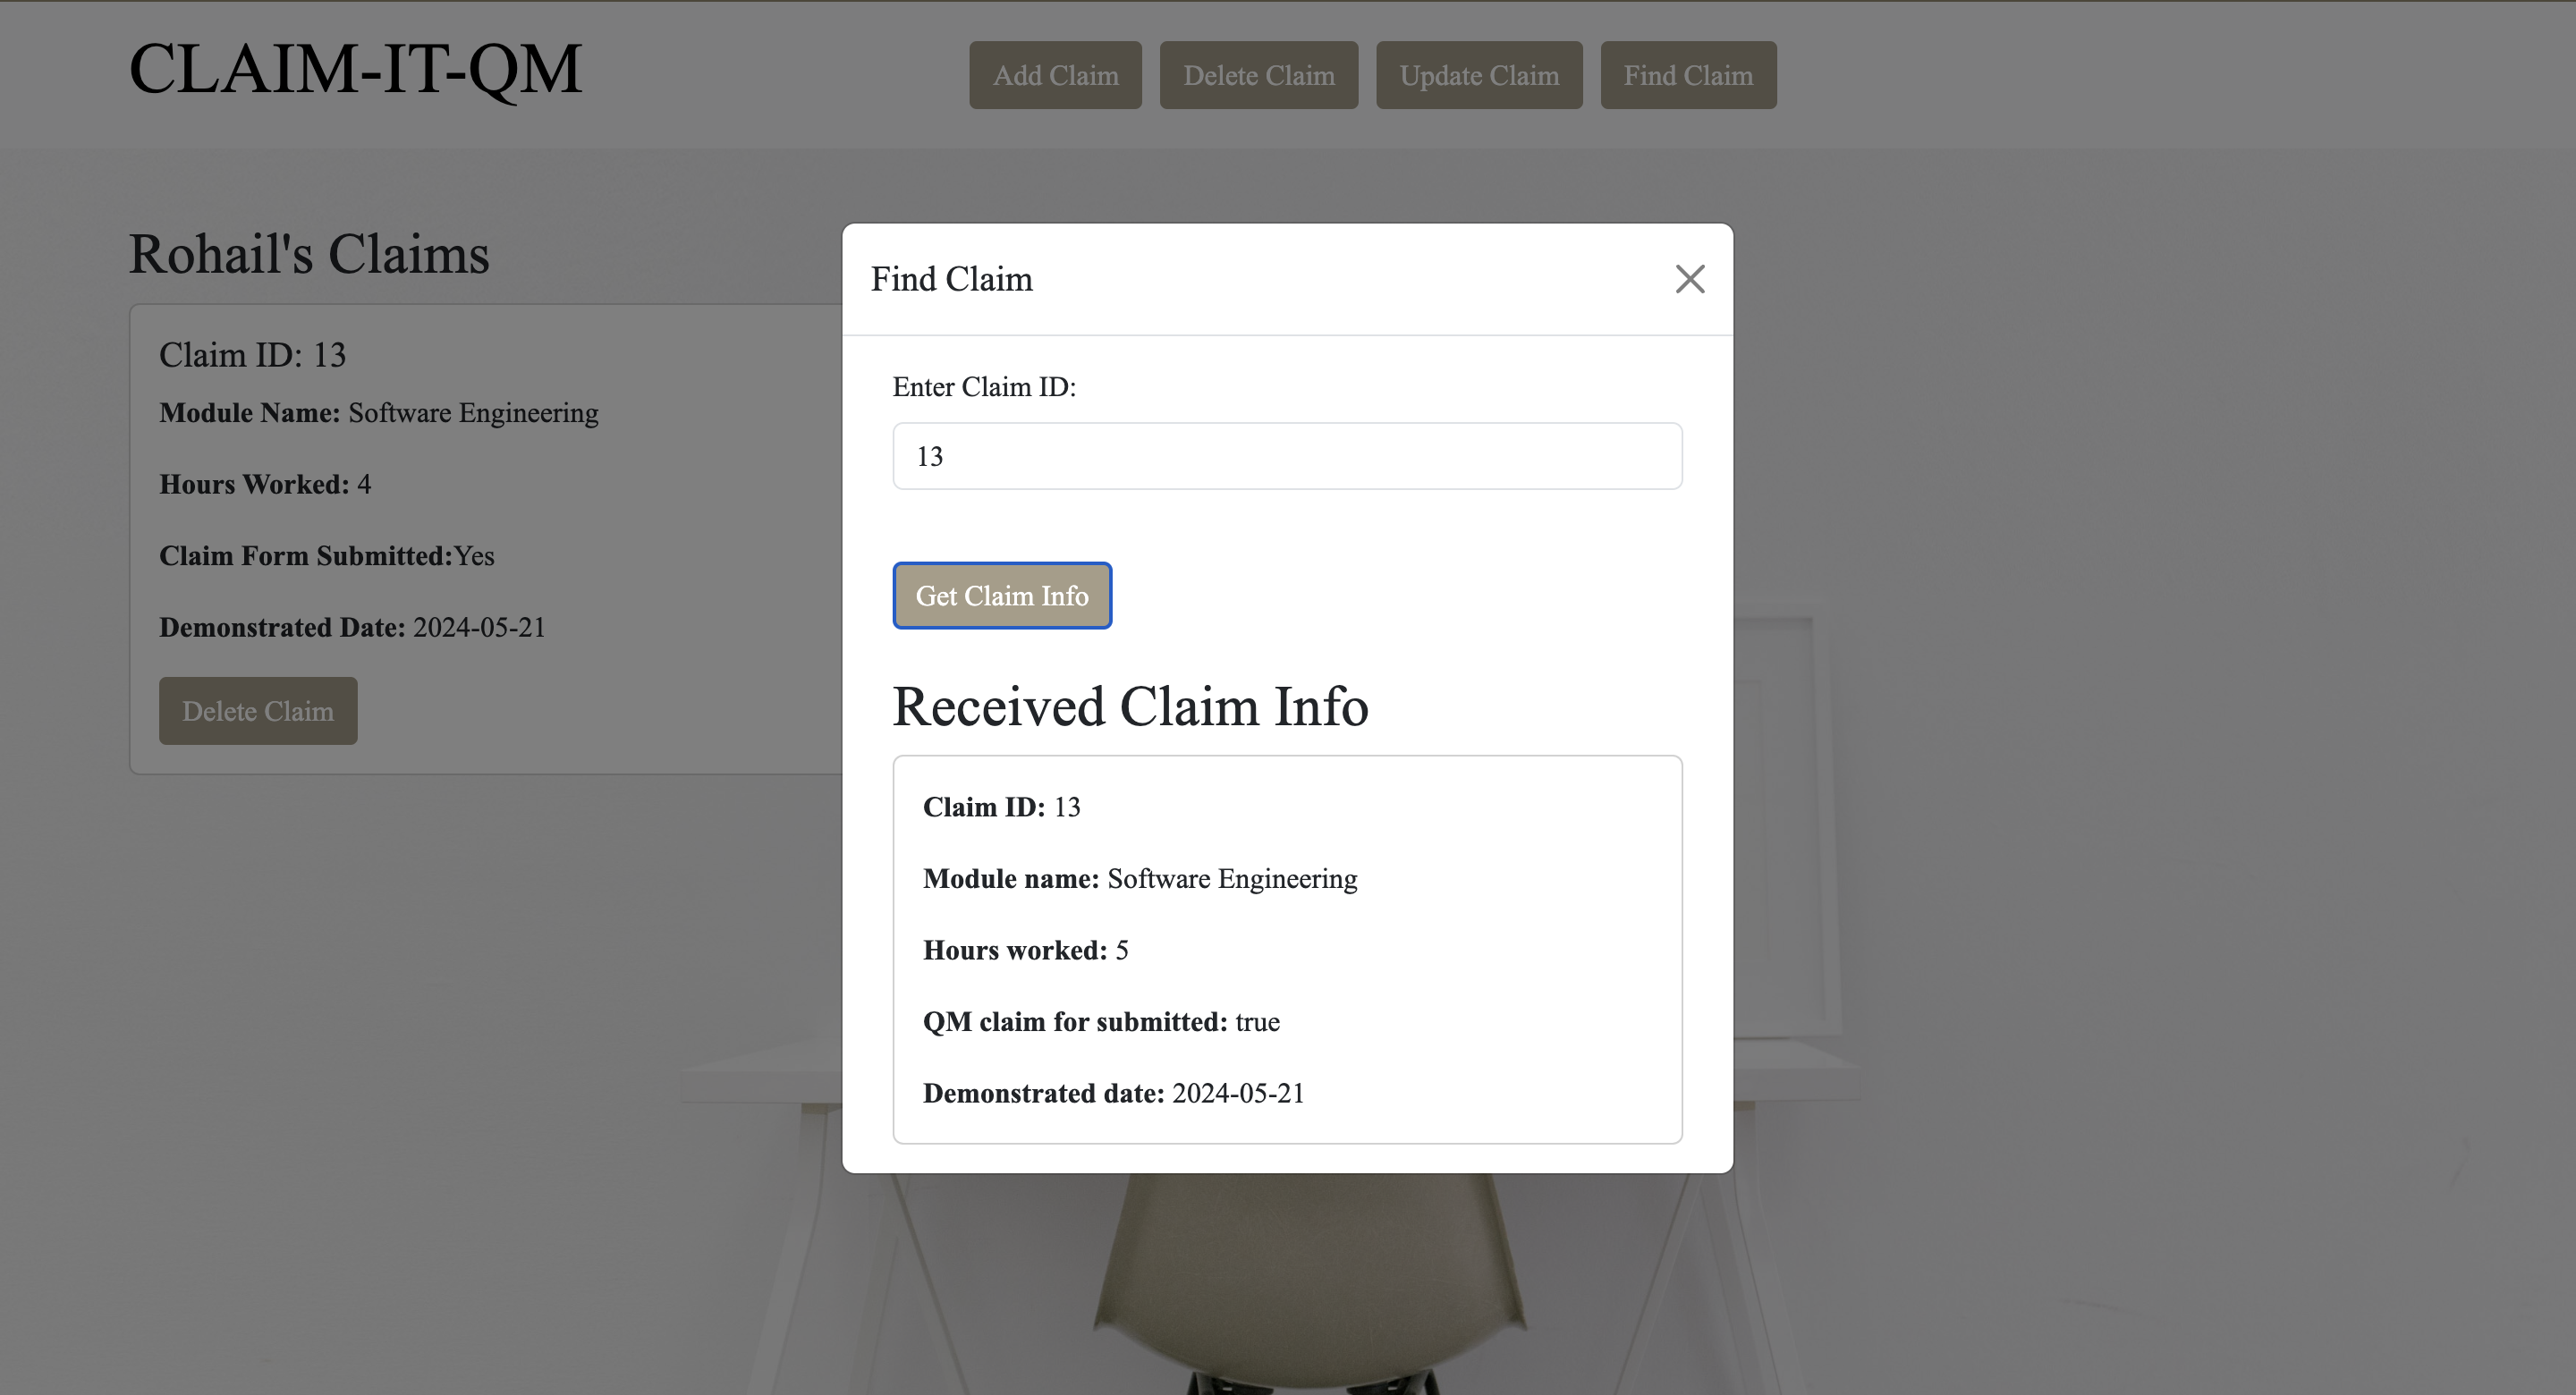 CLAIM-IT-QM
Add Claim
Delete Claim
Update Claim
Find Claim
Rohail's Claims
Claim ID: 13
Module Name: Software Engineering
Hours Worked: 4
Claim Form Submitted:Yes
Demonstrated Date: 2024-05-21
Delete Claim
Find Claim
Enter Claim ID:
13
Get Claim Info
Received Claim Info
Claim ID: 13
Module name: Software Engineering
Hours worked: 5
QM claim for submitted: true
Demonstrated date: 2024-05-21